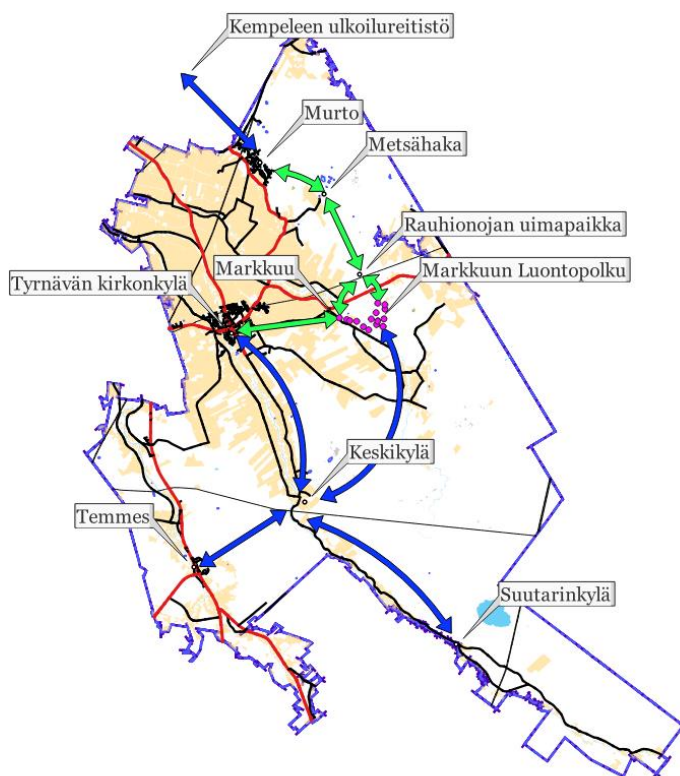 Kempeleen ulkoilureitistö
Murto
Metsähaka
Rauhionojan uimapaikka
Markkuu
Markkuun Luontopolku
Tyrnävän kirkonkylä
Keskikylä
Temmes
Suutarinkylä